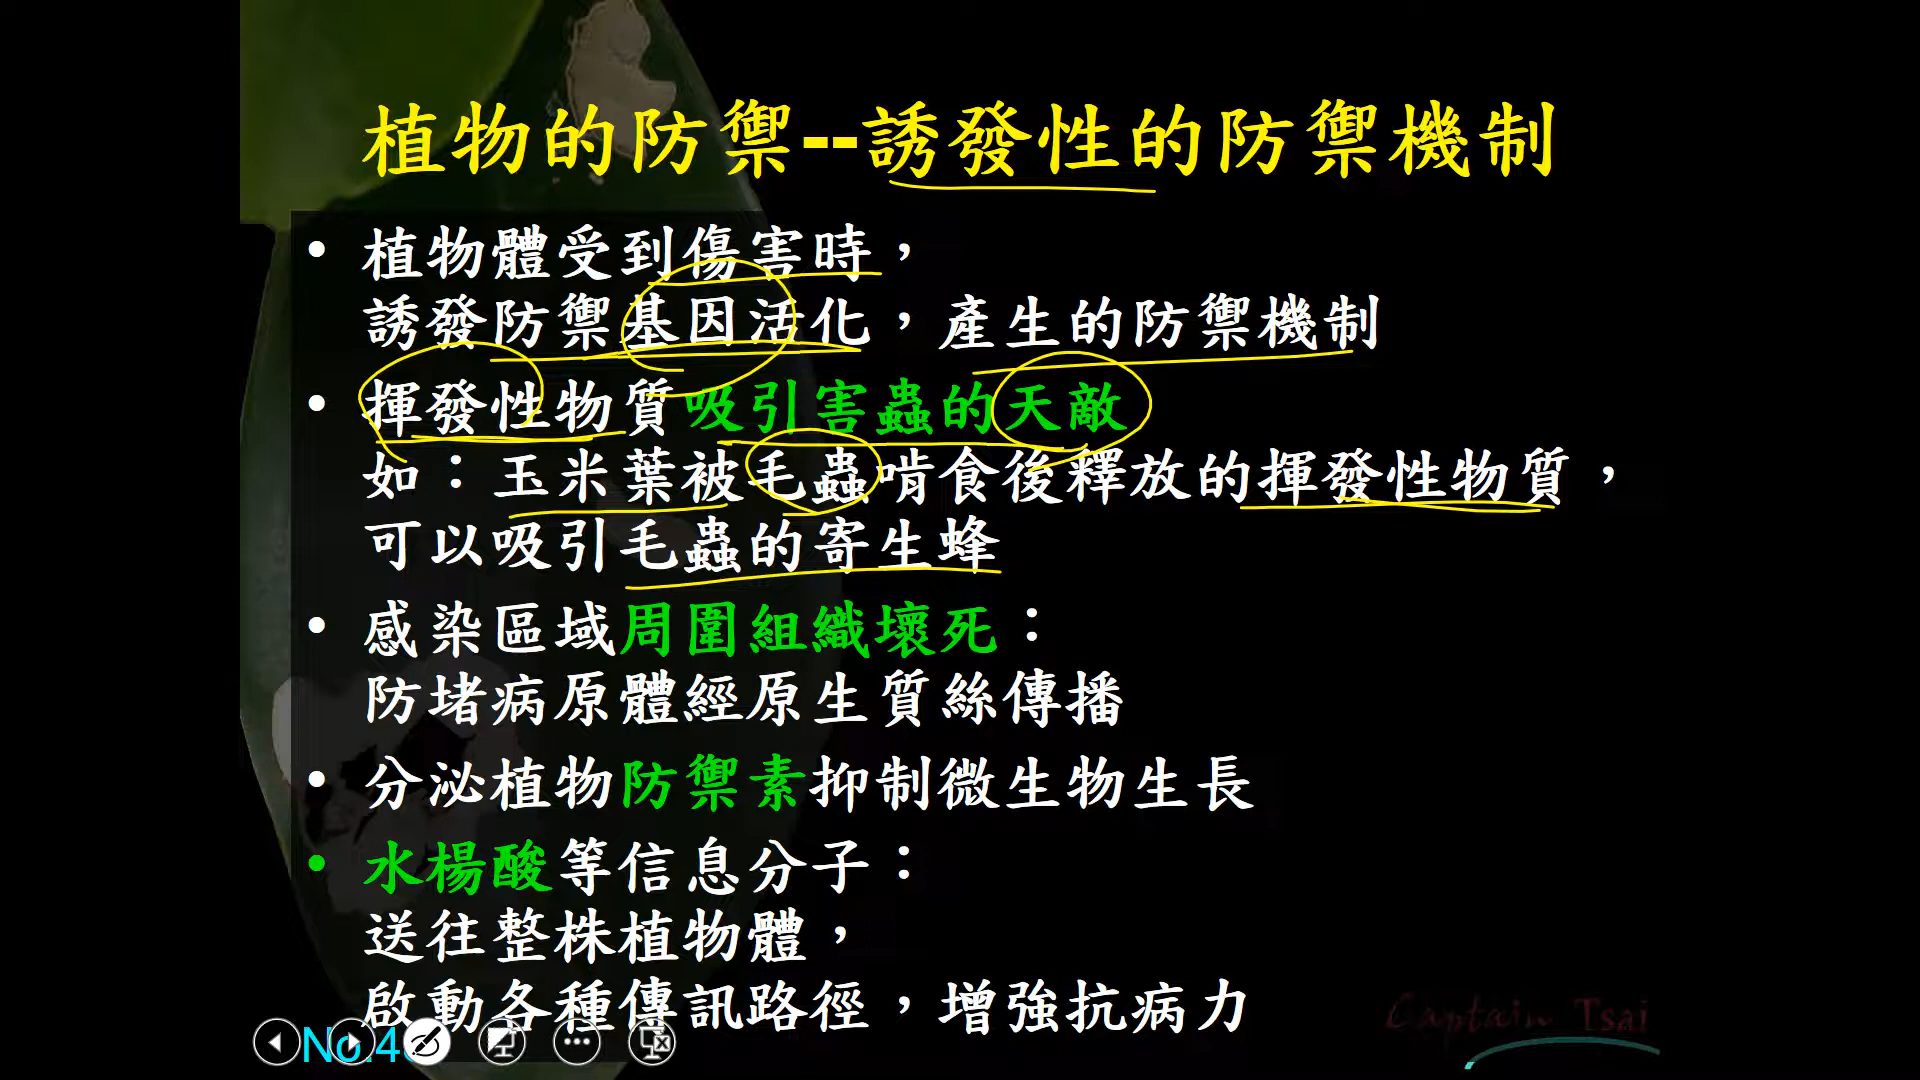 植物的防禦--誘發性的防禦機制
• 植物體受到傷害時，
誘發防禦基因活化，產生的防禦機制
• 揮發性物質吸引害蟲的天敵
如：玉米葉被毛蟲啃食後釋放的揮發性物質，
可以吸引毛蟲的寄生蜂
• 感染區域周圍組織壞死：
防堵病原體經原生質絲傳播
• 分泌植物防禦素抑制微生物生長
• 水楊酸等信息分子：
送往整株植物體，
啟動各種傳訊路徑，增強抗病力
Captain Tsai